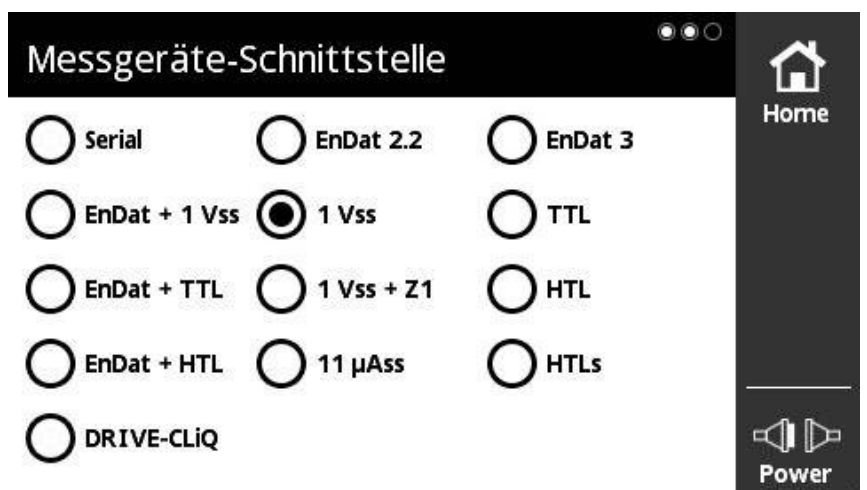 Messgeräte-Schnittstelle
Home
Serial
EnDat 2.2
EnDat 3
EnDat + 1 Vss
1 Vss
TTL
EnDat + TTL
1 Vss + Z1
HTL
EnDat + HTL
11 µAss
HTLs
DRIVE-CLiQ
Power